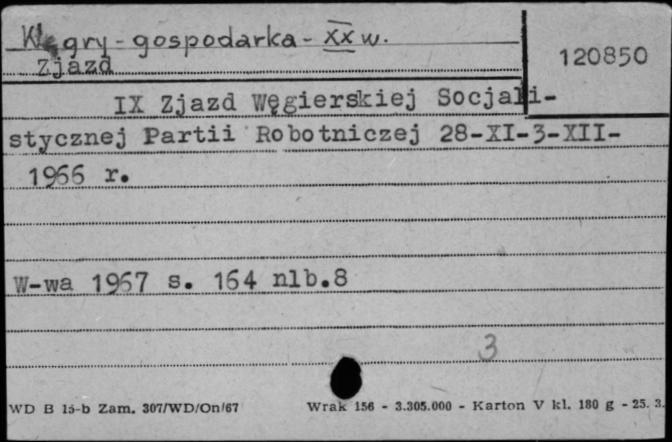 Węgry - gospodarka - XX w.
120850
Zjazd
IX Zjazd Węgierskiej Socjali-
stycznej Partii Robotniczej 28-XI-3-XII-
1966 r.
W-wa 1967 s. 164 nlb.8
3
WD B 15-b Zam. 307/WD/On/67
Wrak 156 - 3.305.000 - Karton V kl. 180 g - 25. 3.